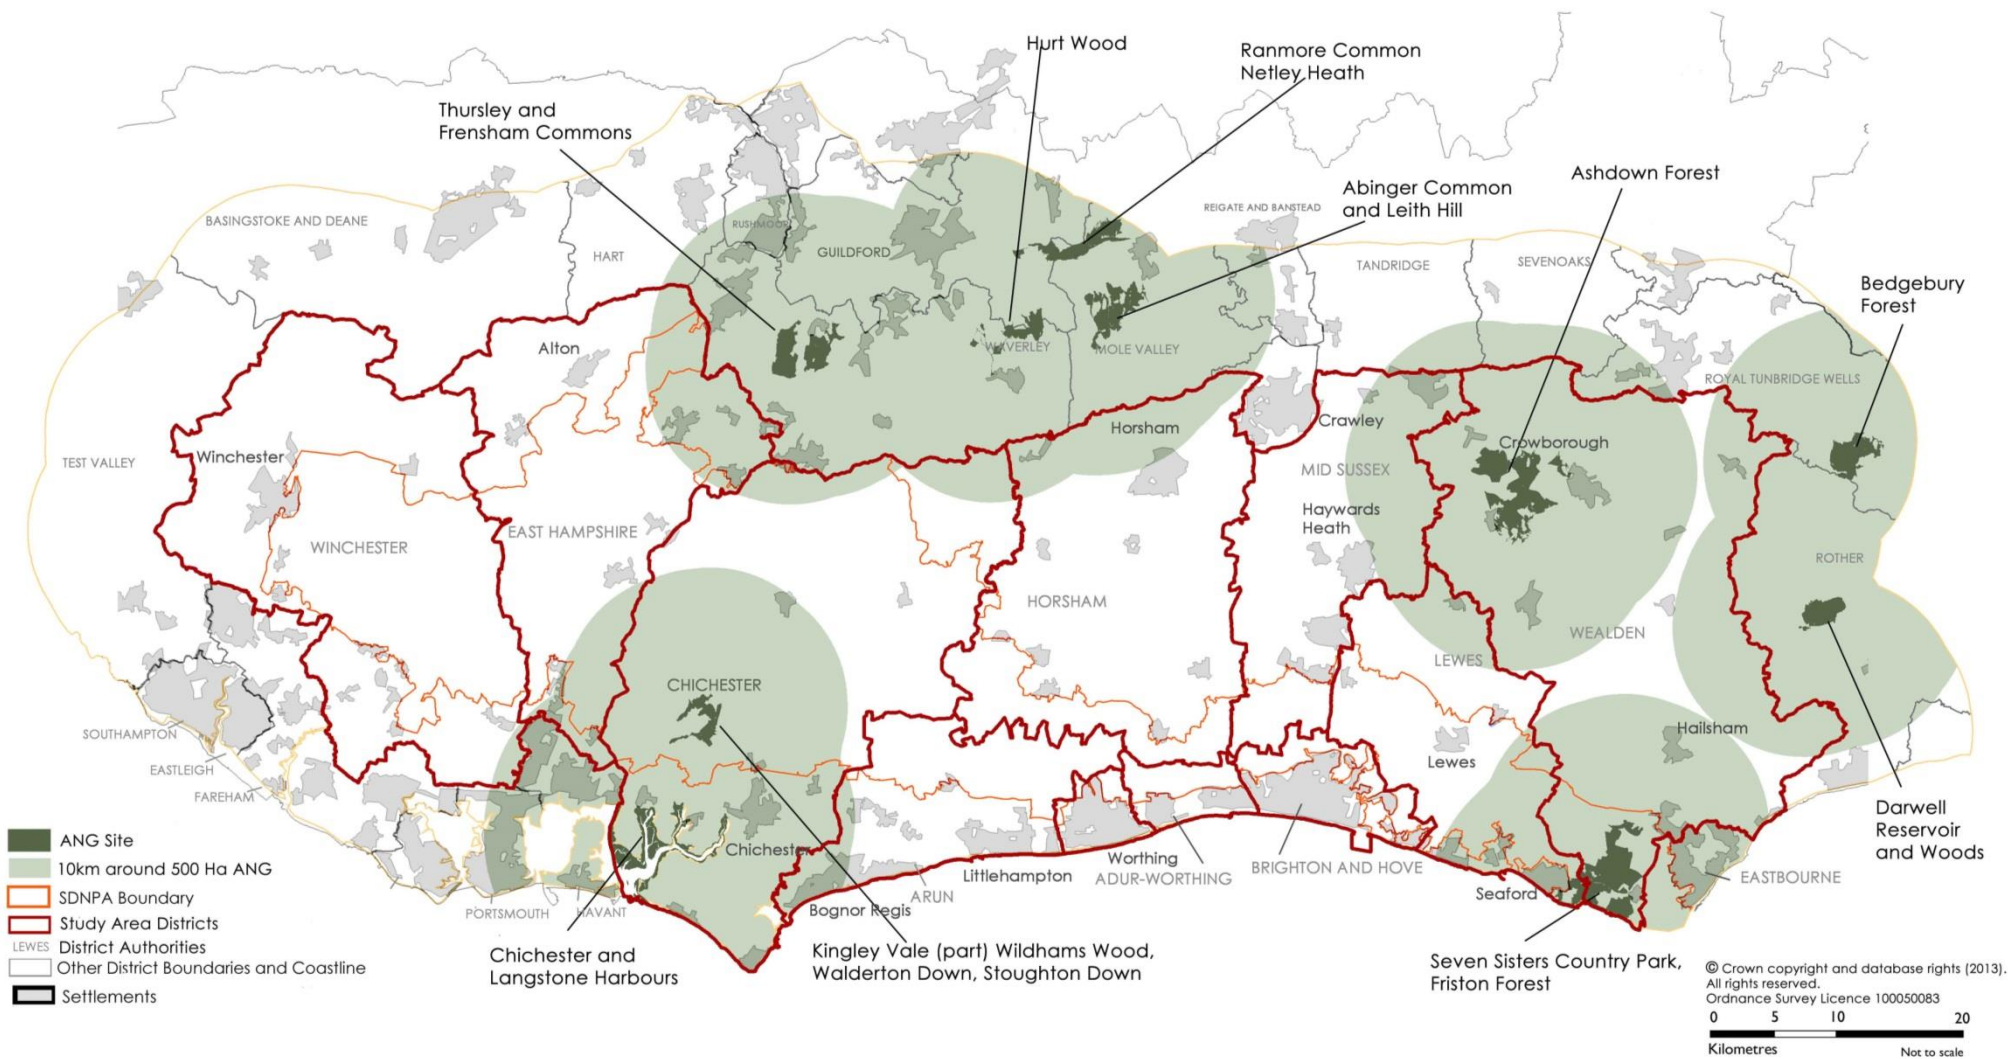 Hurt Wood
Ranmore Common
Netley Heath
Thursley and
Frensham Commons
Ashdown Forest
Abinger Common
and Leith Hill
BASINGSTOKE AND DEANE
REIGATE AND BANSTEAD
RUSHMOOR
HART
GUILDFORD
TANDRIDGE
SEVENOAKS
Bedgebury
Forest
Alton
WAVERLEY
MOLE VALLEY
ROYAL TUNBRIDGE WELLS
Horsham
Crawley
Crowborough
TEST VALLEY
Winchester
MID SUSSEX
Haywards
Heath
EAST HAMPSHIRE
WINCHESTER
ROTHER
HORSHAM
WEALDEN
LEWES
CHICHESTER
SOUTHAMPTON
Hailsham
EASTLEIGH
Lewes
FAREHAM
Darwell
Reservoir
and Woods
Chichester
Worthing
ADUR-WORTHING
BRIGHTON AND HOVE
Littlehampton
EASTBOURNE
Seaford
ARUN
Bognor Regis
PORTSMOUTH
HAVANT
Chichester and
Langstone Harbours
Kingley Vale (part) Wildhams Wood,
Walderton Down, Stoughton Down
Seven Sisters Country Park,
Friston Forest
ANG Site
10km around 500 Ha ANG
SDNPA Boundary
Study Area Districts
LEWES District Authorities
Other District Boundaries and Coastline
Settlements
© Crown copyright and database rights (2013).
All rights reserved.
Ordnance Survey Licence 100050083
0 5 10 20
Kilometres Not to scale